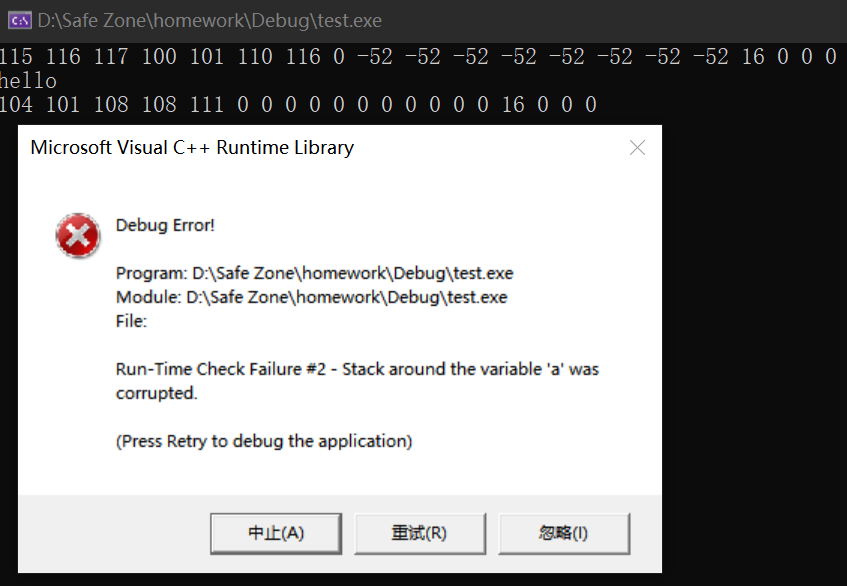 D:\Safe Zone\homework\Debug\test.exe
115 116 117 100 101 110 116 0 -52 -52 -52 -52 -52 -52 -52 -52 16 0 0 0
hello
104 101 108 108 111 0 0 0 0 0 0 0 0 0 0 0 16 0 0 0
Microsoft Visual C++ Runtime Library
Debug Error!
Program: D:\Safe Zone\homework\Debug\test.exe
Module: D:\Safe Zone\homework\Debug\test.exe
File:
Run-Time Check Failure #2 - Stack around the variable 'a' was
corrupted.
(Press Retry to debug the application)
中止(A) 重试(R) 忽略(I)